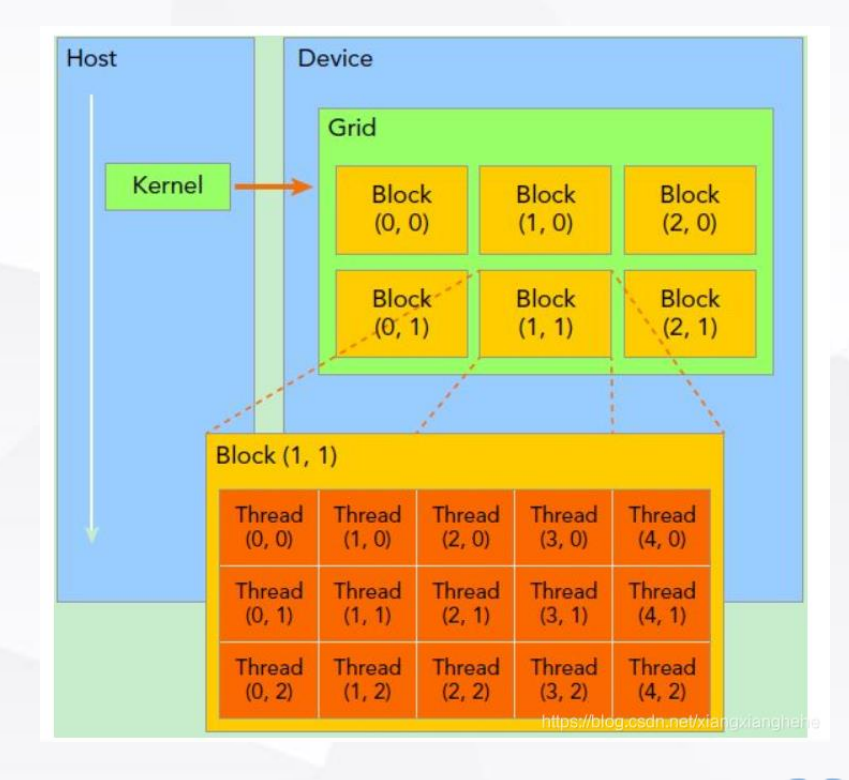 Host
Device
Grid
Kernel
Block
(0, 0)
Block
(1, 0)
Block
(2, 0)
Block
(0, 1)
Block
(1, 1)
Block
(2, 1)
Block (1, 1)
Thread
(0, 0)
Thread
(1, 0)
Thread
(2, 0)
Thread
(3, 0)
Thread
(4, 0)
Thread
(0, 1)
Thread
(1, 1)
Thread
(2, 1)
Thread
(3, 1)
Thread
(4, 1)
Thread
(0, 2)
Thread
(1, 2)
Thread
(2, 2)
Thread
(3, 2)
Thread
(4, 2)
https://blog.csdn.net/xiangxianghehe